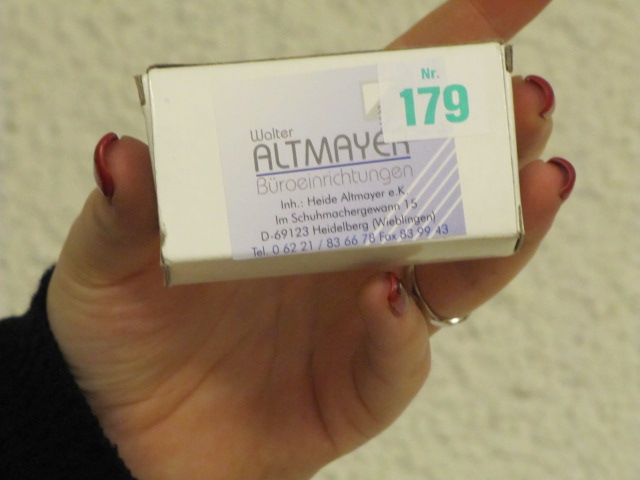 Nr.
179
Walter
ALTMAYER
Büroeinrichtungen
Inh.: Heide Altmayer e.K.
Im Schuhmachergewann 15
D-69123 Heidelberg (Wieblingen)
Tel. 0 62 21 / 83 66 78 Fax 83 99 43